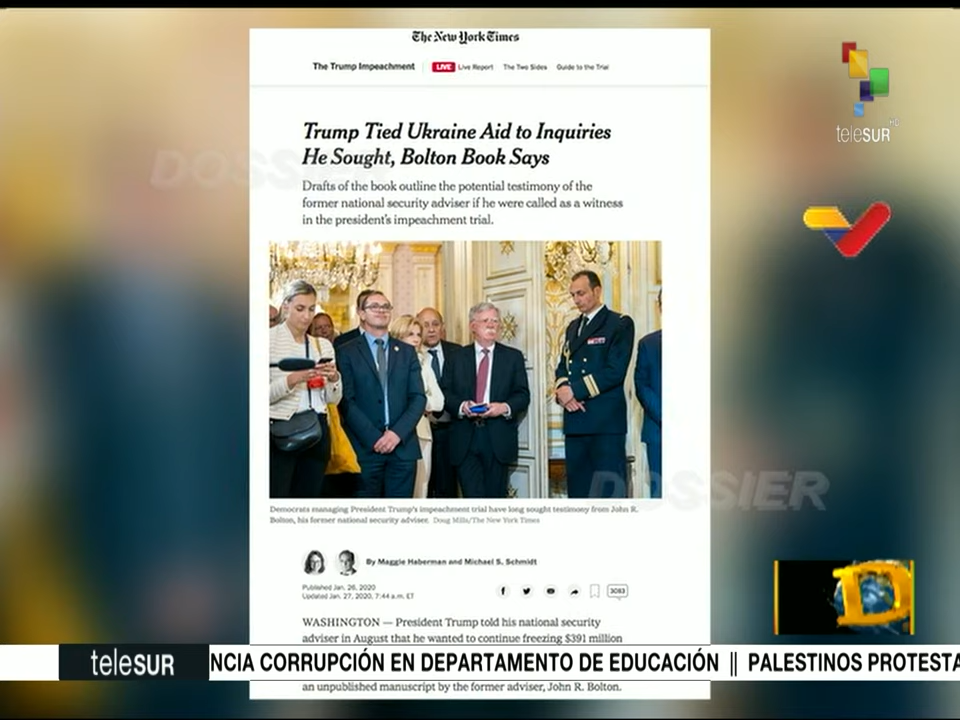 The New York Times
The Trump Impeachment
LIVE Live Report The Two Sides Guide to the Trial
Trump Tied Ukraine Aid to Inquiries
He Sought, Bolton Book Says
Drafts of the book outline the potential testimony of the
former national security adviser if he were called as a witness
in the president's impeachment trial.
DOSSIER
teleSUR HD
V
Democrats managing President Trump's impeachment trial have long sought testimony from John R.
Bolton, his former national security adviser. Doug Mills/The New York Times
DOSSIER
By Maggie Haberman and Michael S. Schmidt
Published Jan. 26, 2020
Updated Jan. 27, 2020, 7:44 a.m. ET
3083
D
WASHINGTON — President Trump told his national security
adviser in August that he wanted to continue freezing $391 million
teleSUR
NCIA CORRUPCIÓN EN DEPARTAMENTO DE EDUCACIÓN || PALESTINOS PROTESTA
an unpublished manuscript by the former adviser, John R. Bolton.